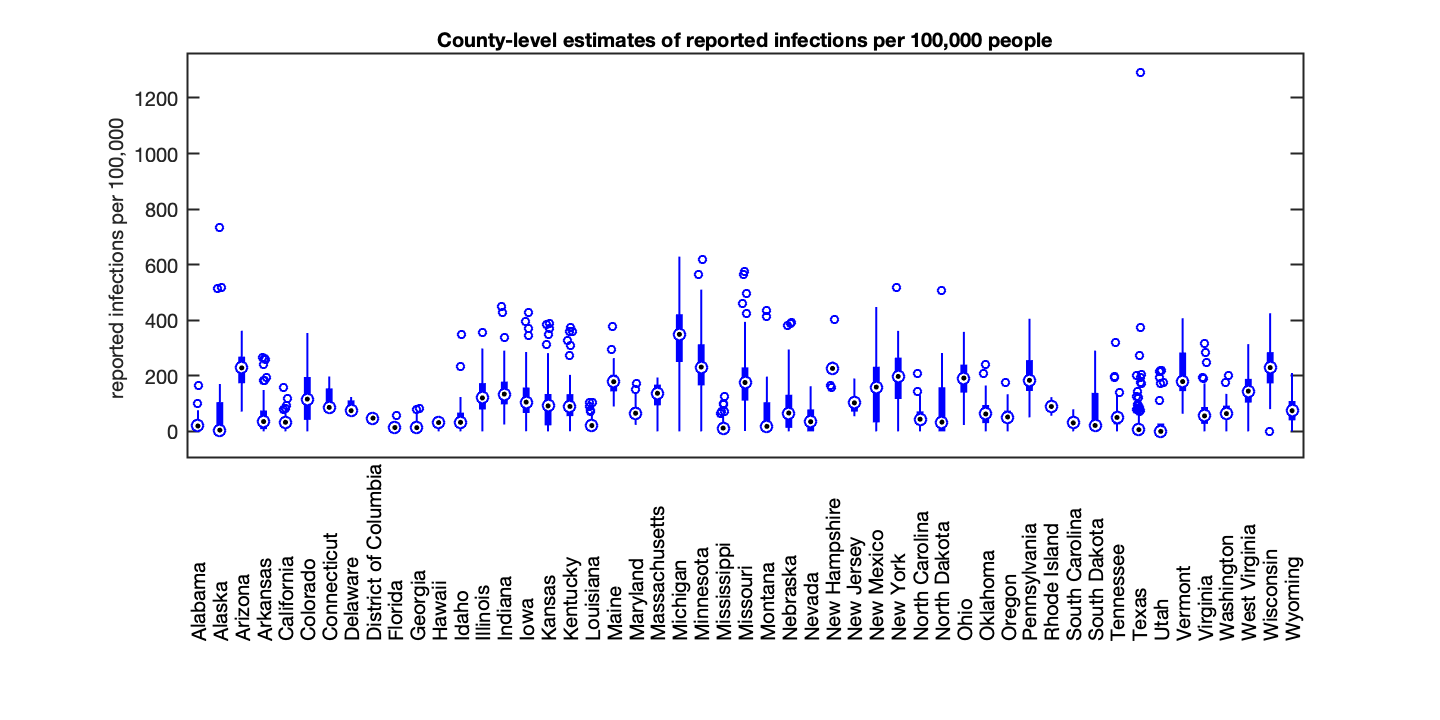 County-level estimates of reported infections per 100,000 people
reported infections per 100,000
1200
1000
800
600
400
200
0
Alabama
Alaska
Arizona
Arkansas
California
Colorado
Connecticut
Delaware
District of Columbia
Florida
Georgia
Hawaii
Idaho
Illinois
Indiana
Iowa
Kansas
Kentucky
Louisiana
Maine
Maryland
Massachusetts
Michigan
Minnesota
Mississippi
Missouri
Montana
Nebraska
Nevada
New Hampshire
New Jersey
New Mexico
New York
North Carolina
North Dakota
Ohio
Oklahoma
Oregon
Pennsylvania
Rhode Island
South Carolina
South Dakota
Tennessee
Texas
Utah
Vermont
Virginia
Washington
West Virginia
Wisconsin
Wyoming